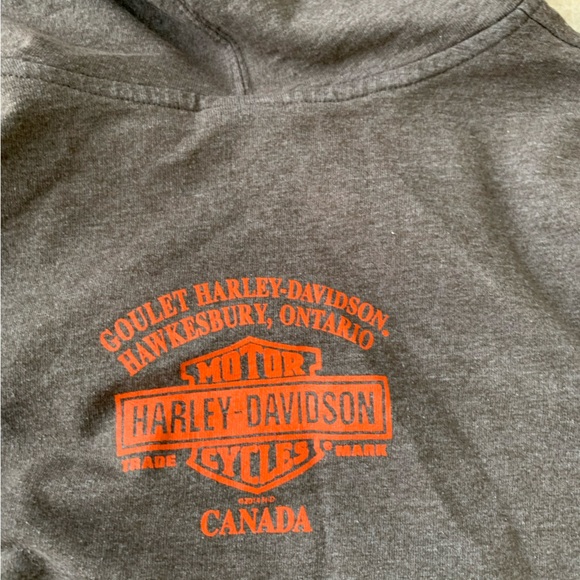 GOULET HARLEY-DAVIDSON®
HAWKESBURY, ONTARIO
MOTOR
HARLEY-DAVIDSON
TRADE MARK
CYCLES
CANADA